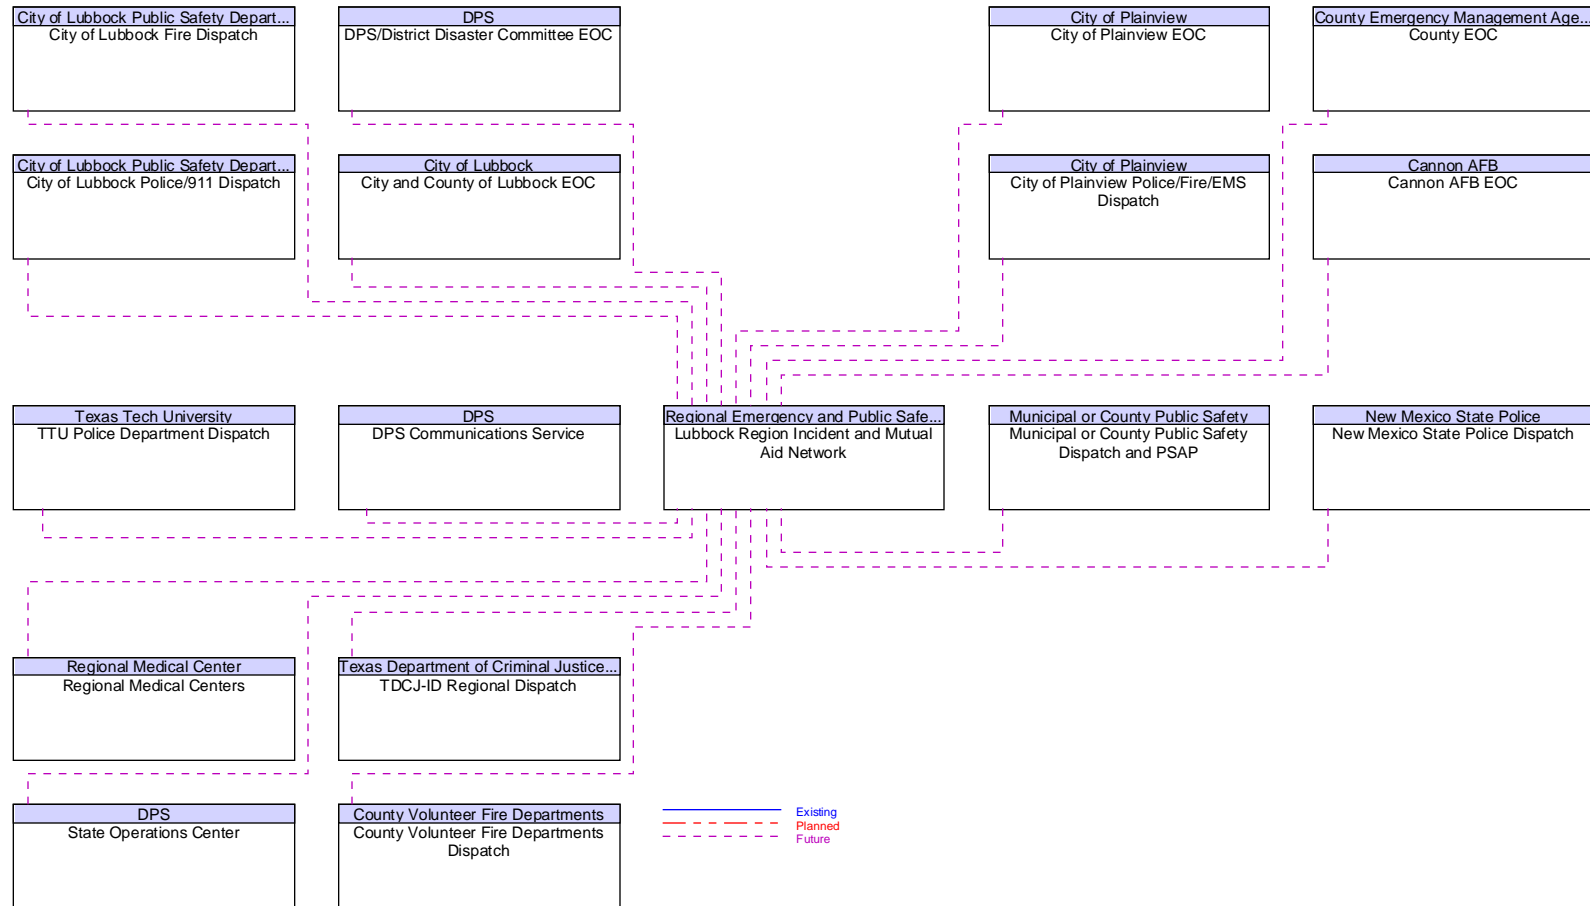 City of Lubbock Public Safety Depart...
City of Lubbock Fire Dispatch
DPS
DPS/District Disaster Committee EOC
City of Plainview
City of Plainview EOC
County Emergency Management Age...
County EOC
City of Lubbock Public Safety Depart...
City of Lubbock Police/911 Dispatch
City of Lubbock
City and County of Lubbock EOC
City of Plainview
City of Plainview Police/Fire/EMS
Dispatch
Cannon AFB
Cannon AFB EOC
Texas Tech University
TTU Police Department Dispatch
DPS
DPS Communications Service
Regional Emergency and Public Safe...
Lubbock Region Incident and Mutual
Aid Network
Municipal or County Public Safety
Municipal or County Public Safety
Dispatch and PSAP
New Mexico State Police
New Mexico State Police Dispatch
Regional Medical Center
Regional Medical Centers
Texas Department of Criminal Justice...
TDCJ-ID Regional Dispatch
DPS
State Operations Center
County Volunteer Fire Departments
County Volunteer Fire Departments
Dispatch
Existing
Planned
Future